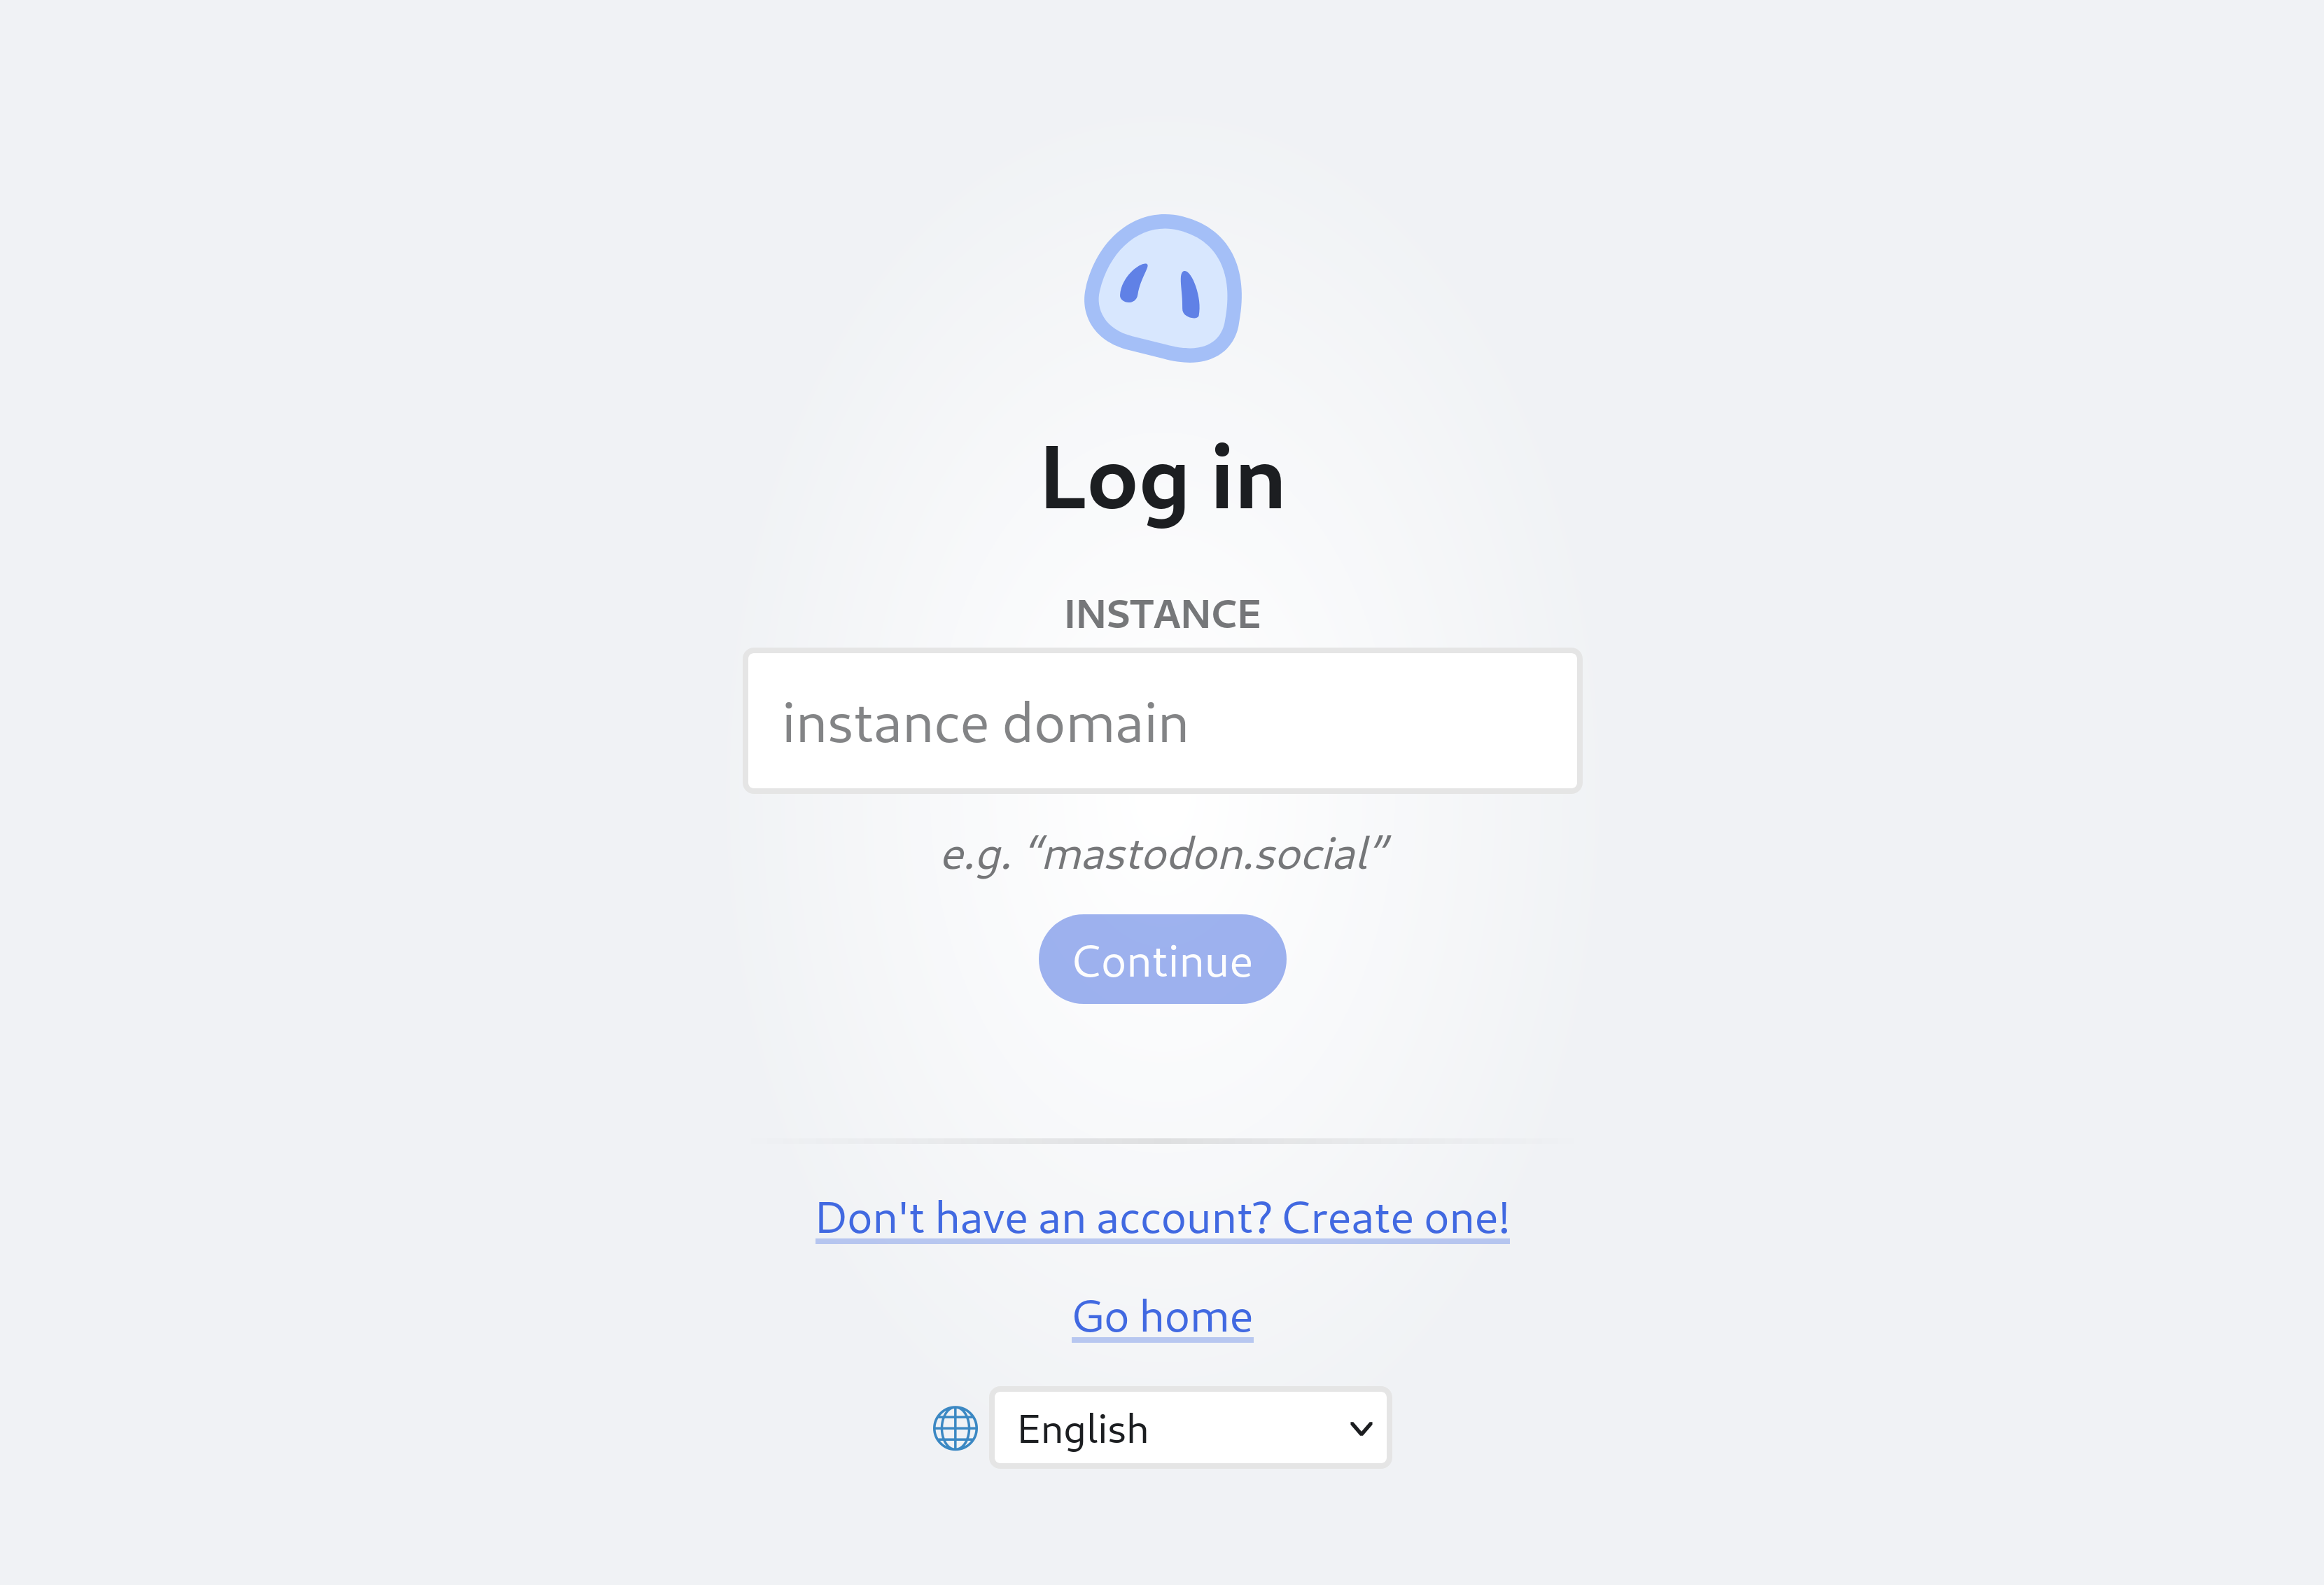 Log in
INSTANCE
instance domain
e.g. “mastodon.social”
Continue
Don't have an account? Create one!
Go home
English